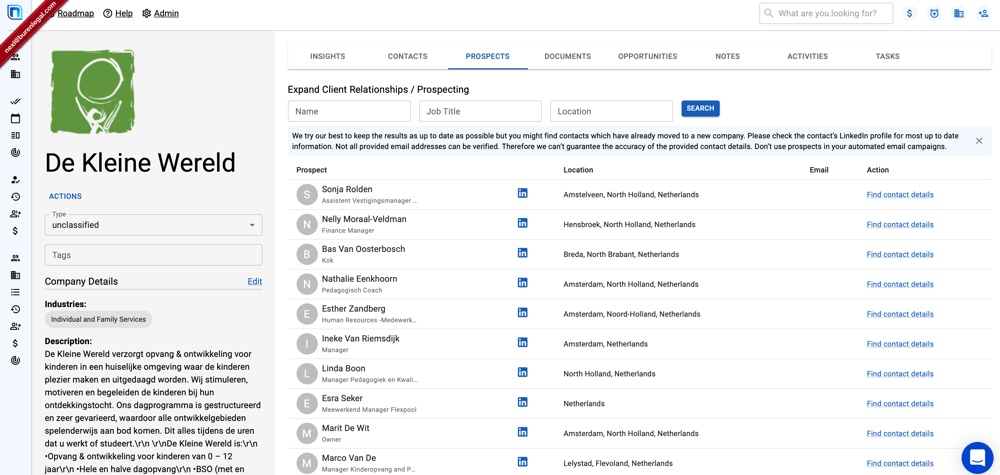 nexl@burenlegal.com
Roadmap
Help
Admin
What are you looking for?
De Kleine Wereld
ACTIONS
Type
unclassified
Tags
Company Details
Edit
Industries:
Individual and Family Services
Description:
De Kleine Wereld verzorgt opvang & ontwikkeling voor
kinderen in een huiselijke omgeving waar de kinderen
plezier maken en uitgedaagd worden. Wij stimuleren,
motiveren en begeleiden de kinderen bij hun
ontdekkingstocht. Ons dagprogramma is gestructureerd
en zeer gevarieerd, waardoor alle ontwikkelgebieden
spelenderwijs aan bod komen. Dit alles tijdens de uren
dat u werkt of studeert.\r\n \r\nDe Kleine Wereld is:\r\n
•Opvang & ontwikkeling voor kinderen van 0 – 12
jaar\r\n •Hele en halve dagopvang\r\n •BSO (met en
INSIGHTS
CONTACTS
PROSPECTS
DOCUMENTS
OPPORTUNITIES
NOTES
ACTIVITIES
TASKS
Expand Client Relationships / Prospecting
Name
Job Title
Location
SEARCH
We try our best to keep the results as up to date as possible but you might find contacts which have already moved to a new company. Please check the contact's LinkedIn profile for most up to date
information. Not all provided email addresses can be verified. Therefore we can't guarantee the accuracy of the provided contact details. Don't use prospects in your automated email campaigns.
Prospect
Location
Email
Action
S
Sonja Rolden
Assistent Vestigingsmanager ...
in
Amstelveen, North Holland, Netherlands
Find contact details
N
Nelly Moraal-Veldman
Finance Manager
in
Hensbroek, North Holland, Netherlands
Find contact details
B
Bas Van Oosterbosch
Kok
in
Breda, North Brabant, Netherlands
Find contact details
N
Nathalie Eenkhoorn
Pedagogisch Coach
in
Amsterdam, North Holland, Netherlands
Find contact details
E
Esther Zandberg
Human Resources -Medewerk...
in
Amsterdam, Noord-Holland, Netherlands
Find contact details
I
Ineke Van Riemsdijk
Manager
in
Amsterdam, Netherlands
Find contact details
L
Linda Boon
Manager Pedagogiek en Kwali...
in
North Holland, Netherlands
Find contact details
E
Esra Seker
Meewerkend Manager Flexpool
in
Netherlands
Find contact details
M
Marit De Wit
Owner
in
Amsterdam, North Holland, Netherlands
Find contact details
M
Marco Van De
Manager Kinderopvang and P...
in
Lelystad, Flevoland, Netherlands
Find contact details